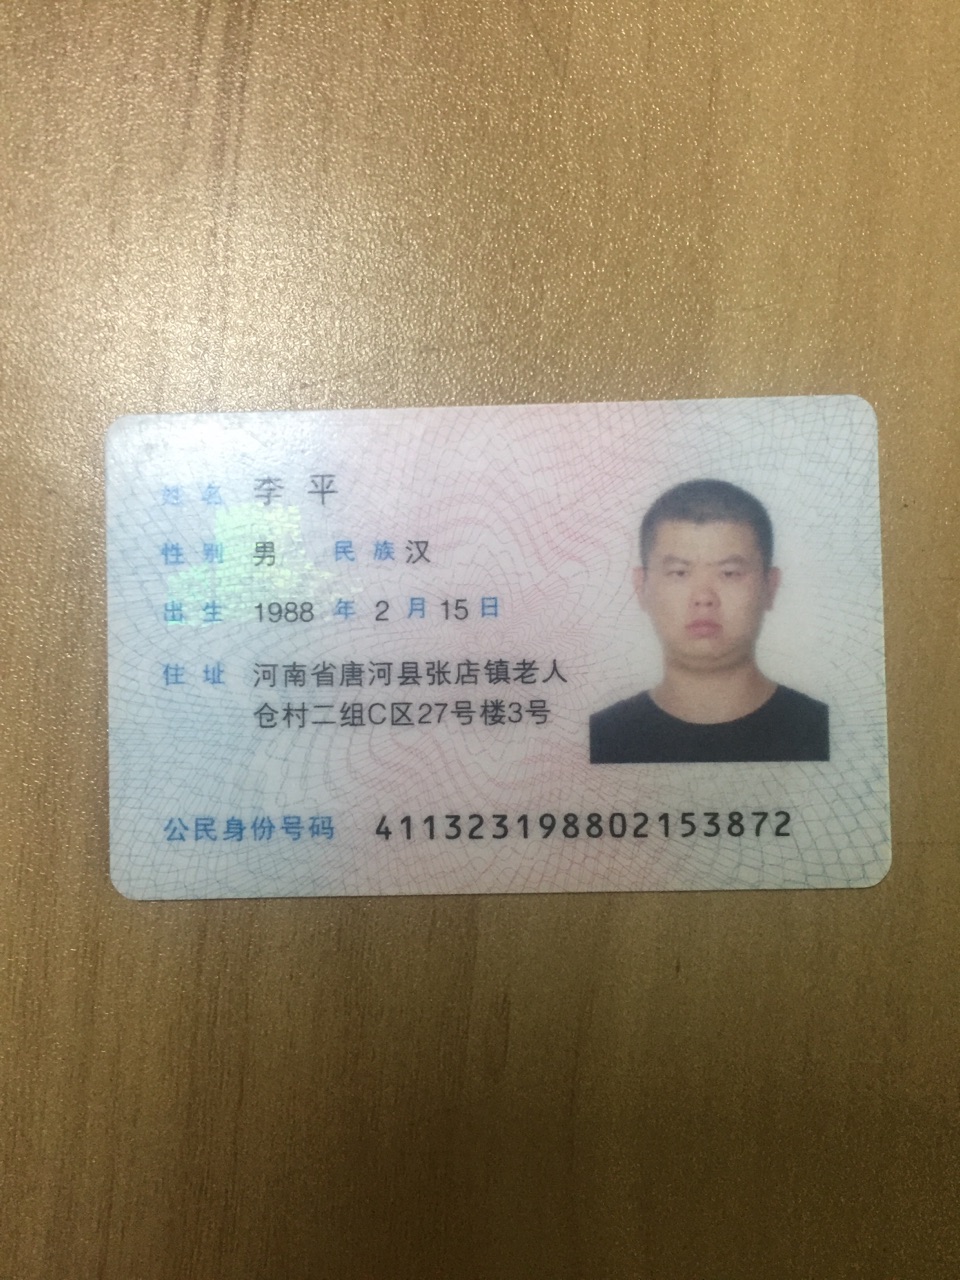 姓名 李平
性别 男 民族 汉
出生 1988 年 2 月 15 日
住址 河南省唐河县张店镇老人
仓村二组C区27号楼3号
公民身份号码 411323198802153872